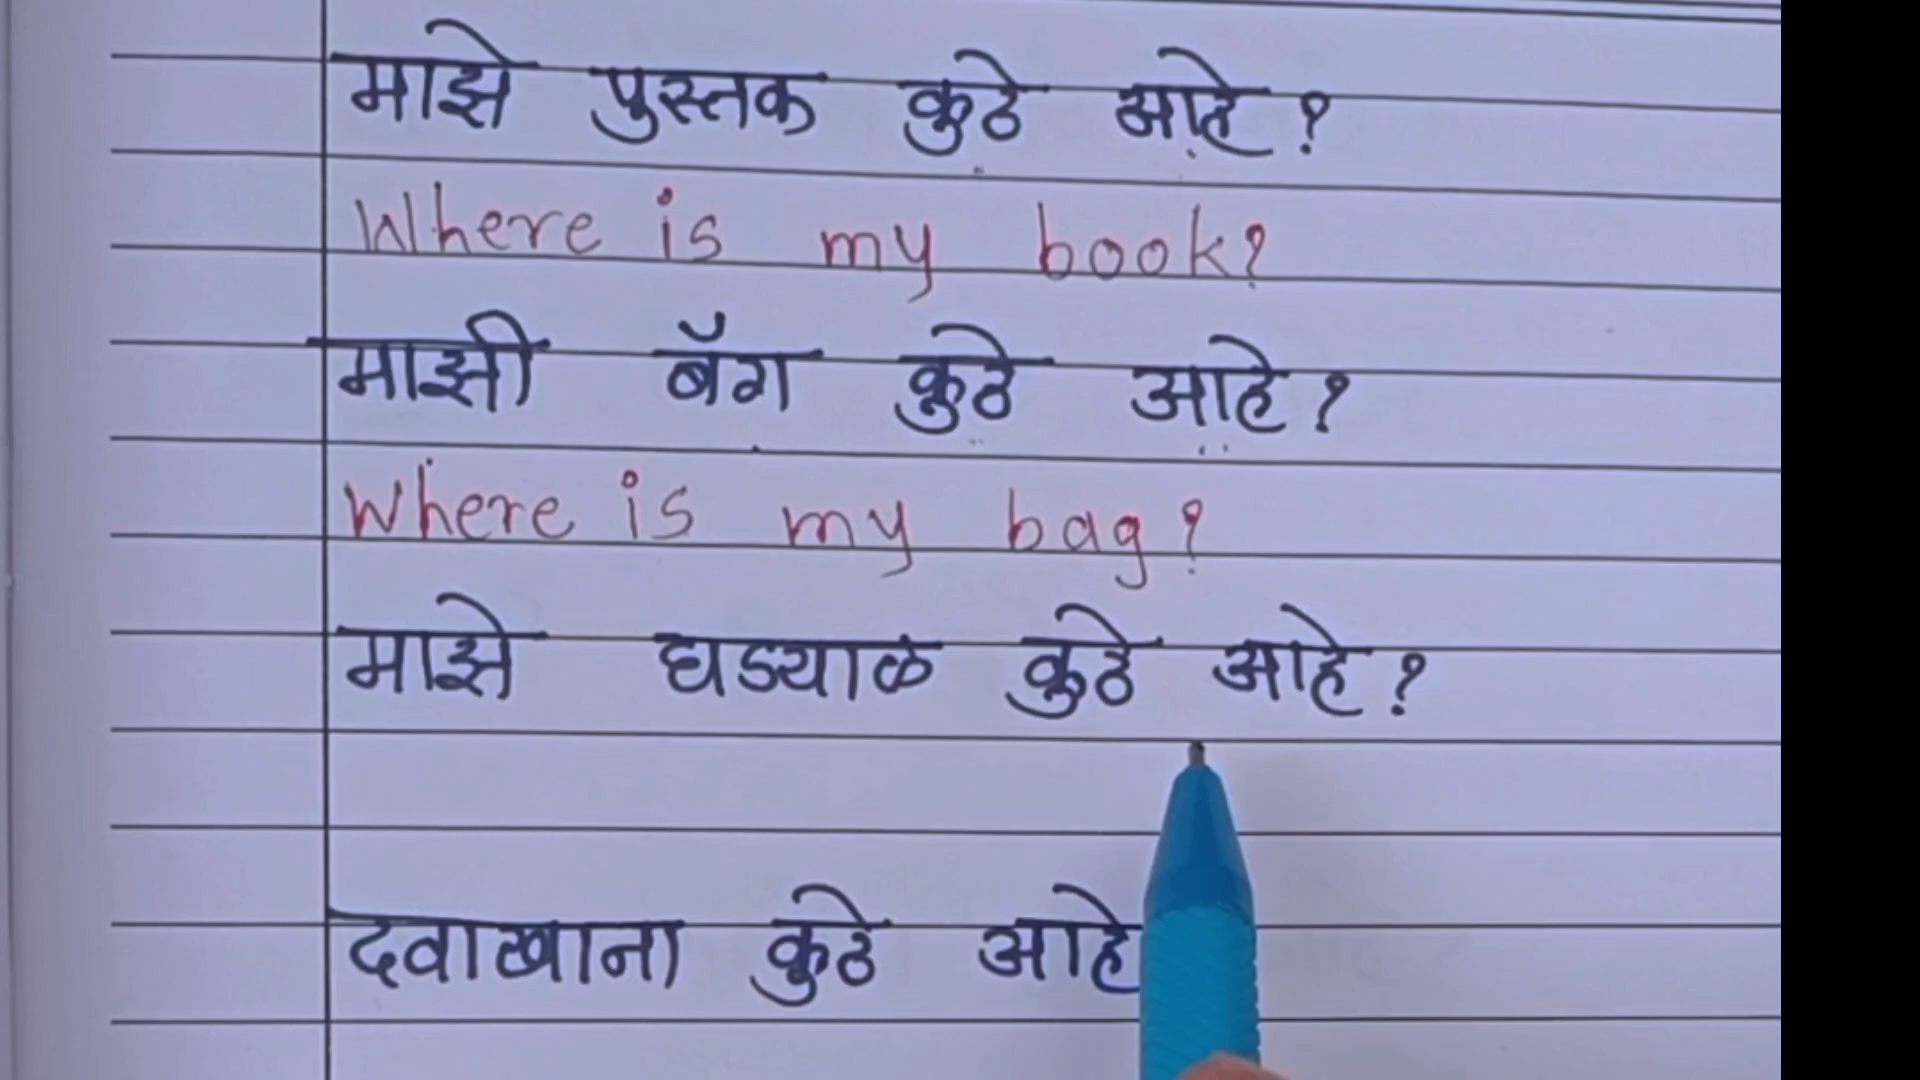 माझे पुस्तक कुठे आहे?
Where is my book?
माझी बॅग कुठे आहे?
Where is my bag?
माझे घड्याळ कुठे आहे?
दवाखाना कुठे आहे